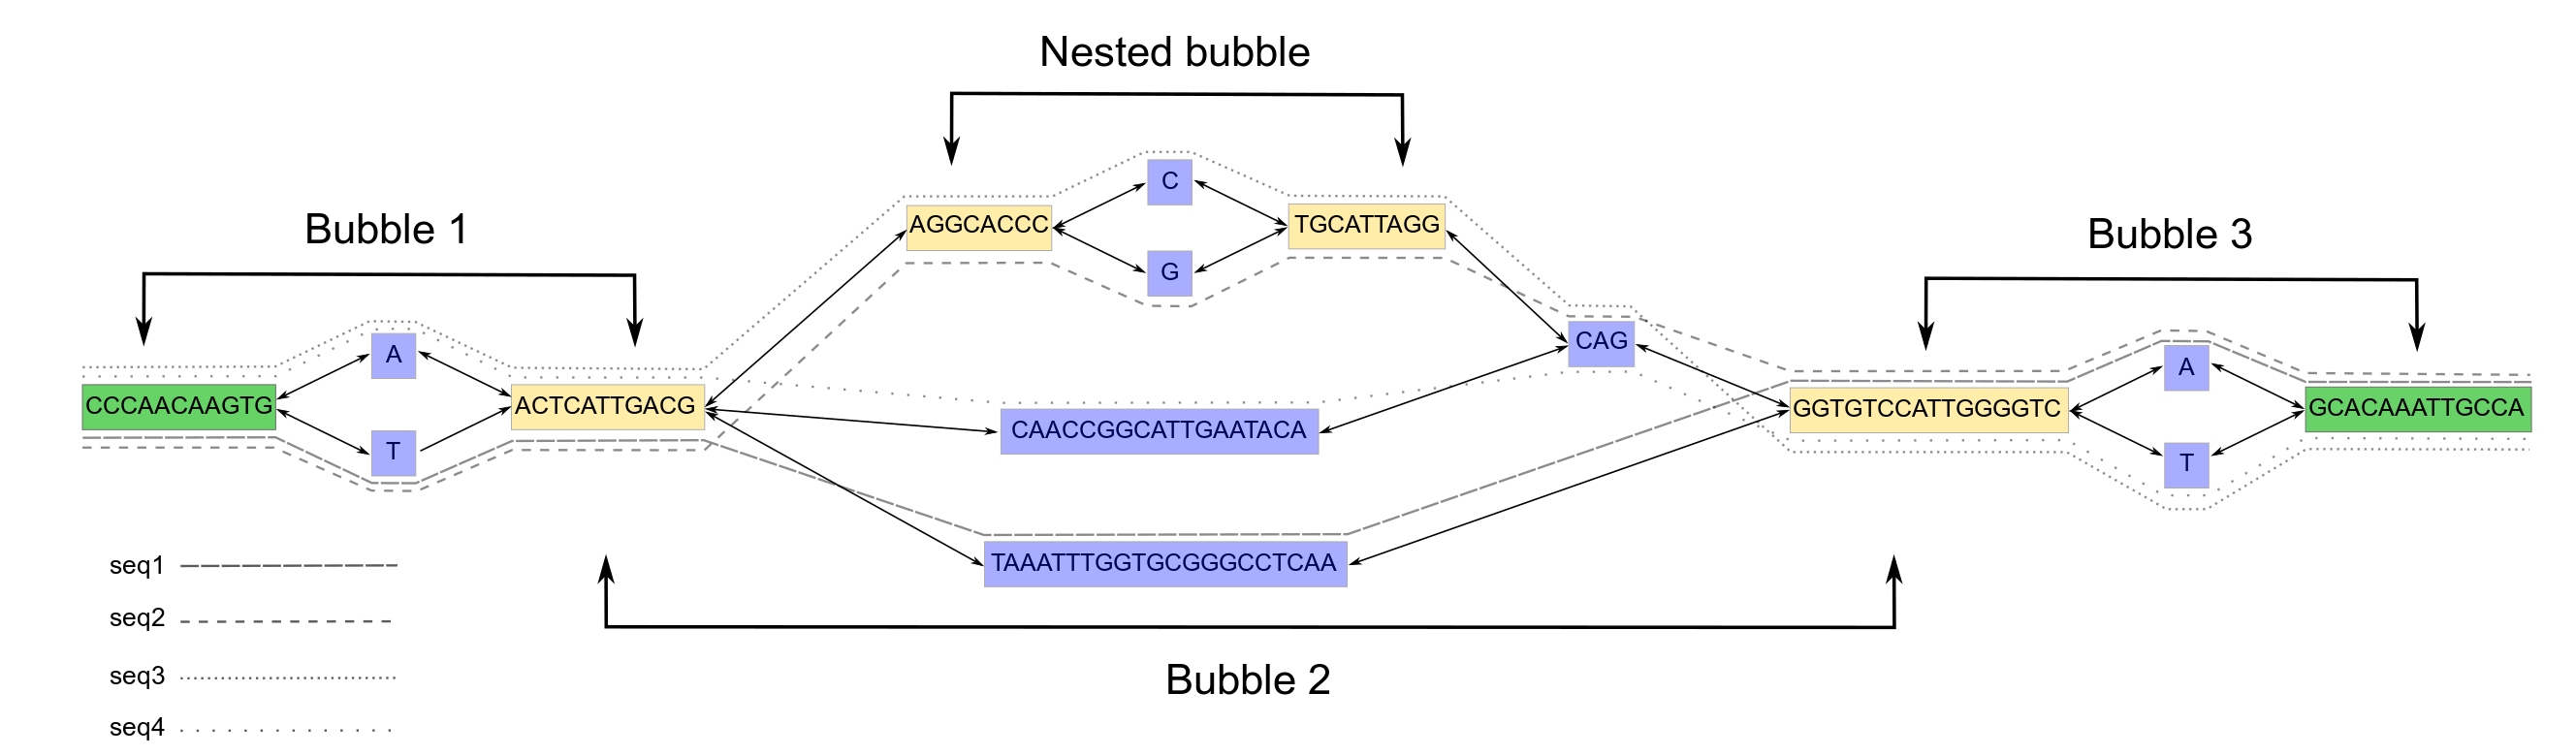 Nested bubble
Bubble 1
Bubble 3
C
AGGCACCC
TGCATTAGG
G
A
CAG
A
CCCAACAAGTG
ACTCATTGACG
GGTGTCCATTGGGGTC
GCACAAATTGCCA
T
CAACCGGCATTGAATACA
T
TAAATTTGGTGCGGGCCTCAA
seq1
seq2
seq3
seq4
Bubble 2